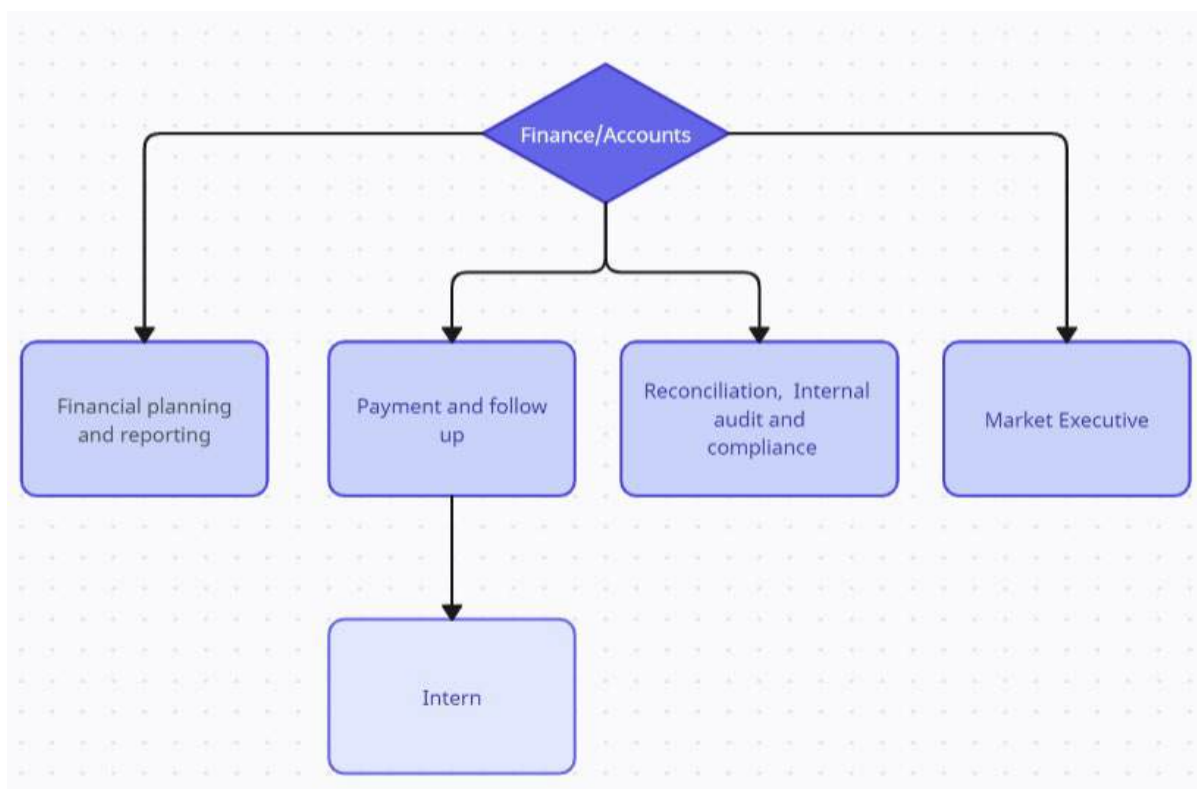 Finance/Accounts
Financial planning
and reporting
Payment and follow
up
Reconciliation,  Internal
audit and
compliance
Market Executive
Intern